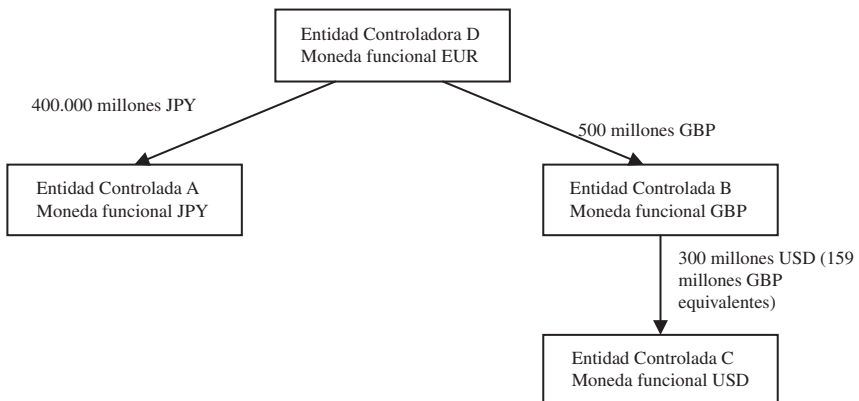 Entidad Controladora D
Moneda funcional EUR
400.000 millones JPY
500 millones GBP
Entidad Controlada A
Moneda funcional JPY
Entidad Controlada B
Moneda funcional GBP
300 millones USD (159
millones GBP
equivalentes)
Entidad Controlada C
Moneda funcional USD